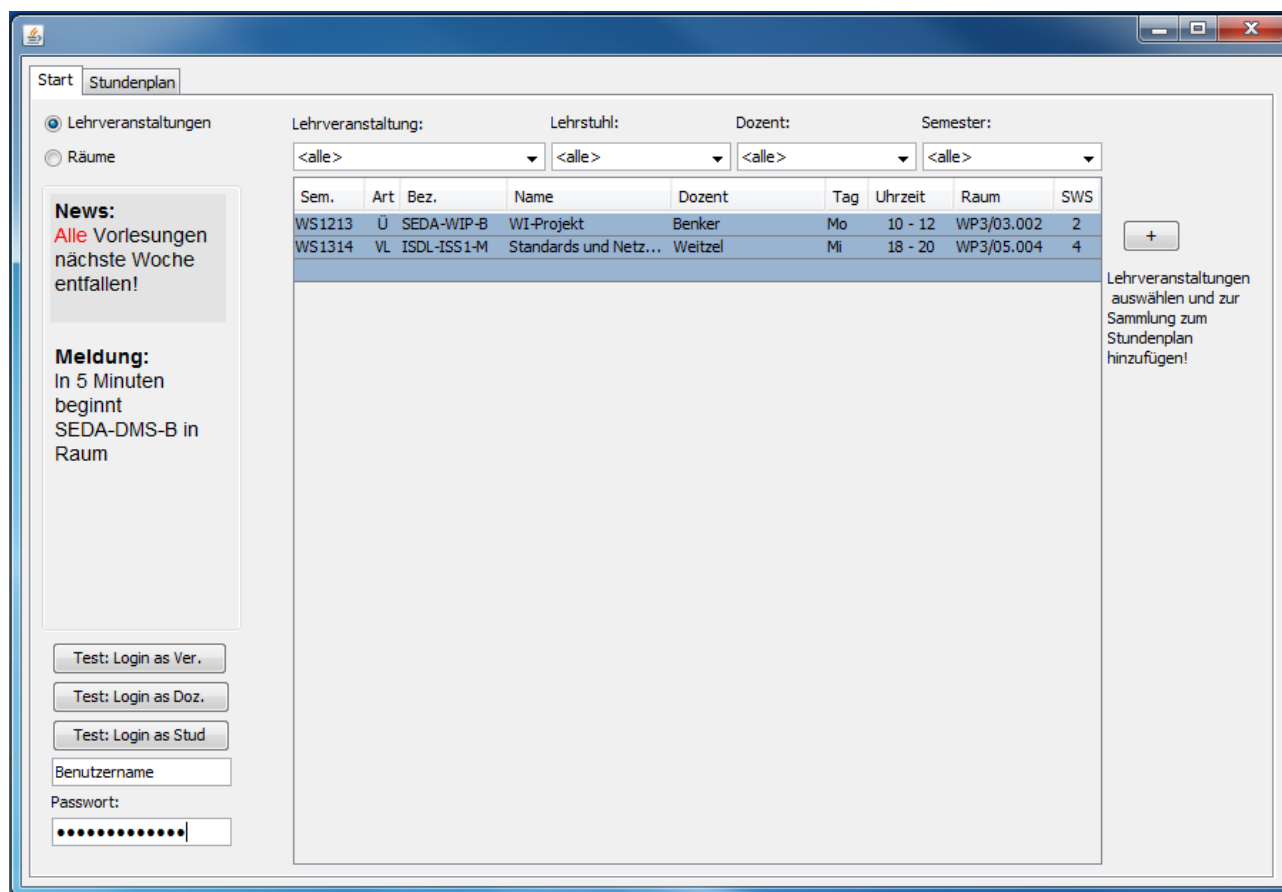 Start Stundenplan
Lehrveranstaltungen
Räume
Lehrveranstaltung: Lehrstuhl: Dozent: Semester:
<alle> <alle> <alle> <alle>
News:
Alle Vorlesungen
nächste Woche
entfallen!
Meldung:
In 5 Minuten
beginnt
SEDA-DMS-B in
Raum
Sem. Art Bez. Name Dozent Tag Uhrzeit Raum SWS
WS1213 Ü SEDA-WIP-B WI-Projekt Benker Mo 10 - 12 WP3/03.002 2
WS1314 VL ISDL-ISS1-M Standards und Netz... Weitzel Mi 18 - 20 WP3/05.004 4
+
Lehrveranstaltungen
auswählen und zur
Sammlung zum
Stundenplan
hinzufügen!
Test: Login as Ver.
Test: Login as Doz.
Test: Login as Stud
Benutzername
Passwort:
•••••••••••••